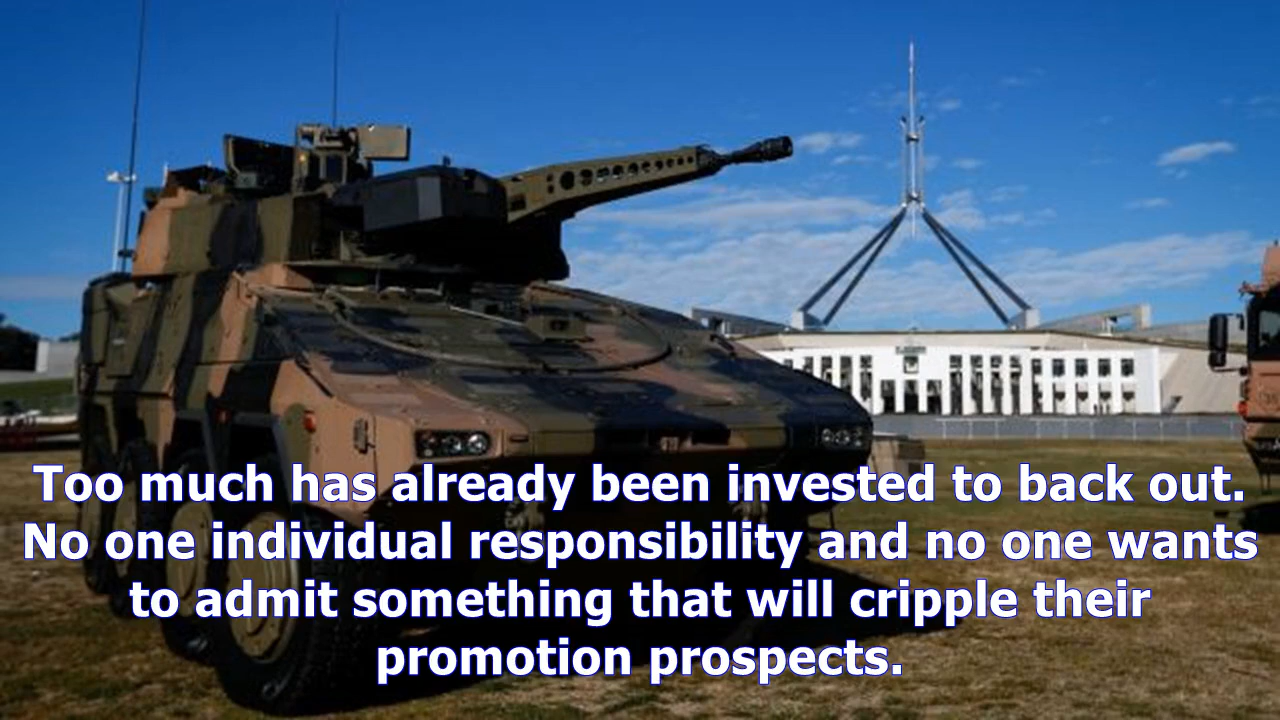 Too much has already been invested to back out.
No one individual responsibility and no one wants
to admit something that will cripple their
promotion prospects.